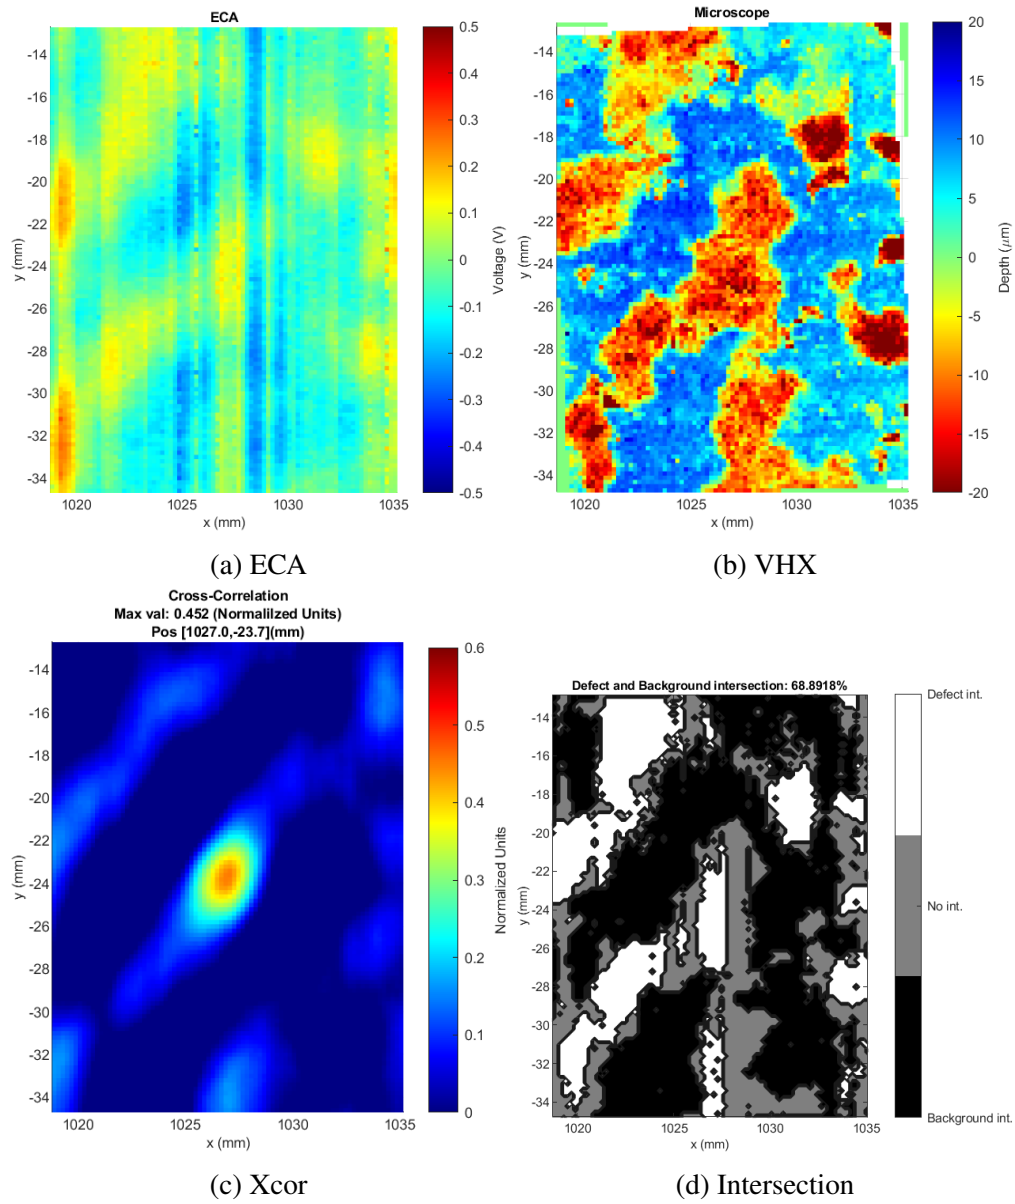 ECA
-14
-16
-18
-20
-22
-24
-26
-28
-30
-32
-34
y (mm)
1020 1025 1030 1035
x (mm)
0.5
0.4
0.3
0.2
0.1
0
-0.1
-0.2
-0.3
-0.4
-0.5
Voltage (V)
(a) ECA
Microscope
-14
-16
-18
-20
-22
-24
-26
-28
-30
-32
-34
y (mm)
1020 1025 1030 1035
x (mm)
20
15
10
5
0
-5
-10
-15
-20
Depth (μm)
(b) VHX
Cross-Correlation
Max val: 0.452 (Normalilzed Units)
Pos [1027.0,-23.7](mm)
-14
-16
-18
-20
-22
-24
-26
-28
-30
-32
-34
y (mm)
1020 1025 1030 1035
x (mm)
0.6
0.5
0.4
0.3
0.2
0.1
0
Normalized Units
(c) Xcor
Defect and Background intersection: 68.8918%
-14
-16
-18
-20
-22
-24
-26
-28
-30
-32
-34
y (mm)
1020 1025 1030 1035
x (mm)
Defect int.
No int.
Background int.
(d) Intersection